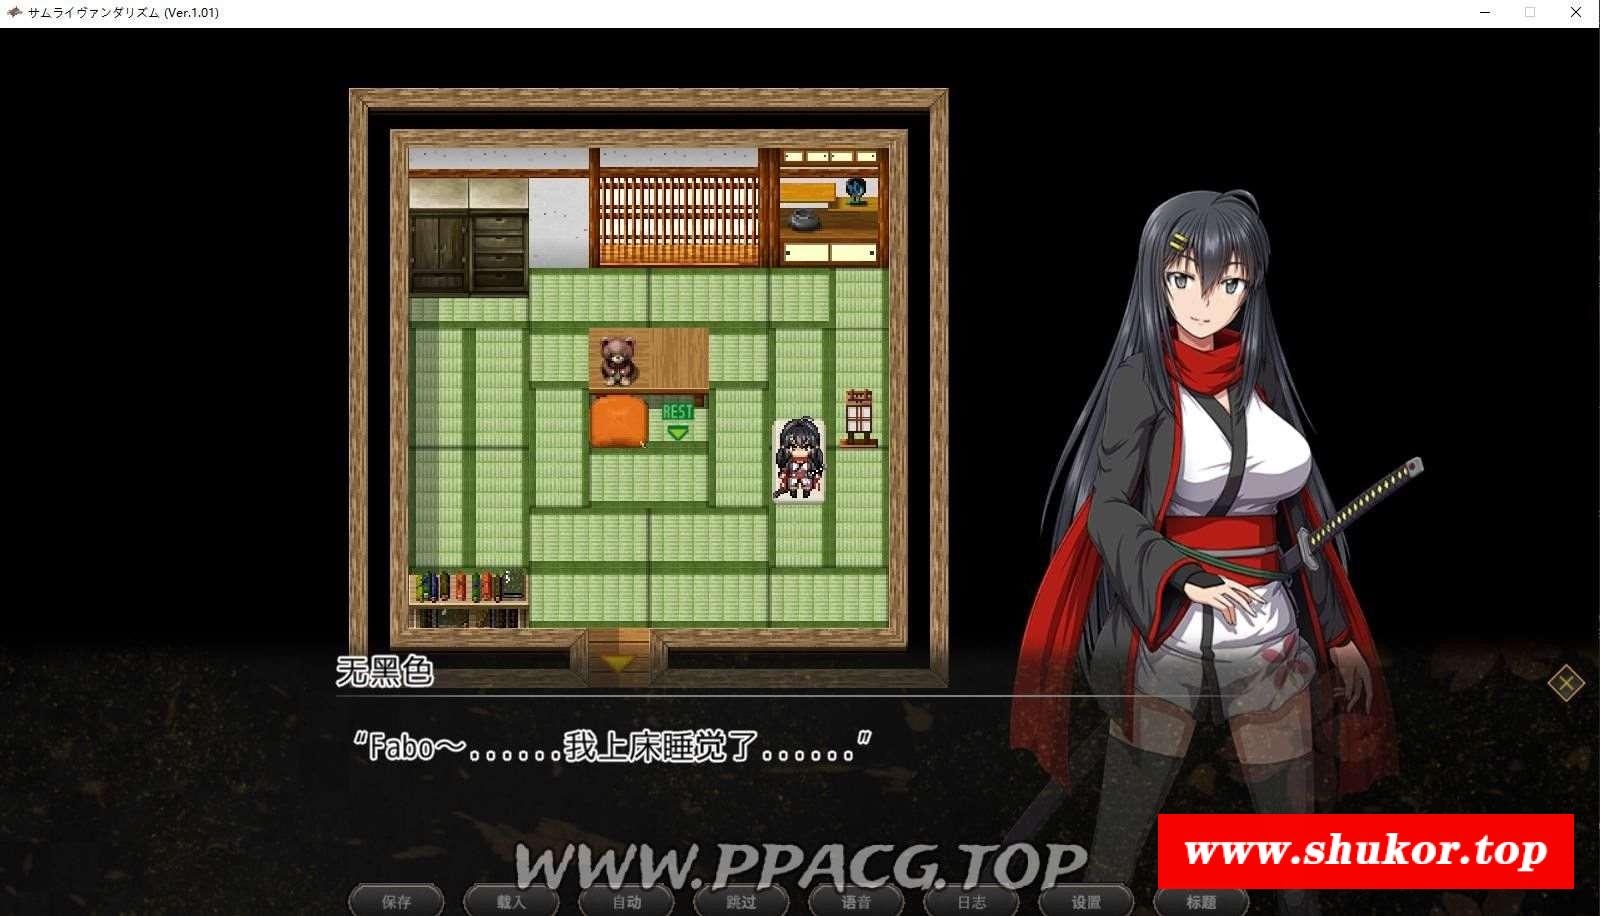 サムライヴァンダリズム (Ver.1.01)
REST
无黑色
“Fabo～......我上床睡觉了......”
WWW.PPACG.TOP
www.shukor.top
保存 载入 自动 跳过 语音 日志 设置 标题